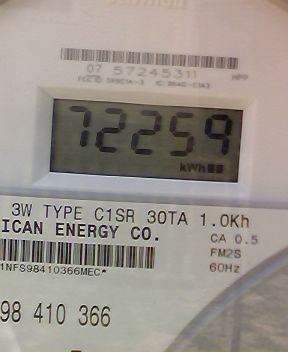 07 57245311
72259
kWh
3W TYPE C1SR 30TA 1.0Kh
ICAN ENERGY CO.
CA 0.5
FM2S
60Hz
1NFS98410366MEC*
98 410 366